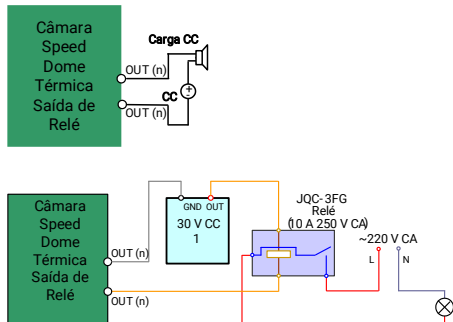 Câmara
Speed
Dome
Térmica
Saída de
Relé
Carga CC
OUT (n)
CC
OUT (n)
Câmara
Speed
Dome
Térmica
Saída de
Relé
OUT (n)
OUT (n)
GND OUT
30 V CC
1
JQC-3FG
Relé
(10 A 250 V CA)
~220 V CA
L
N